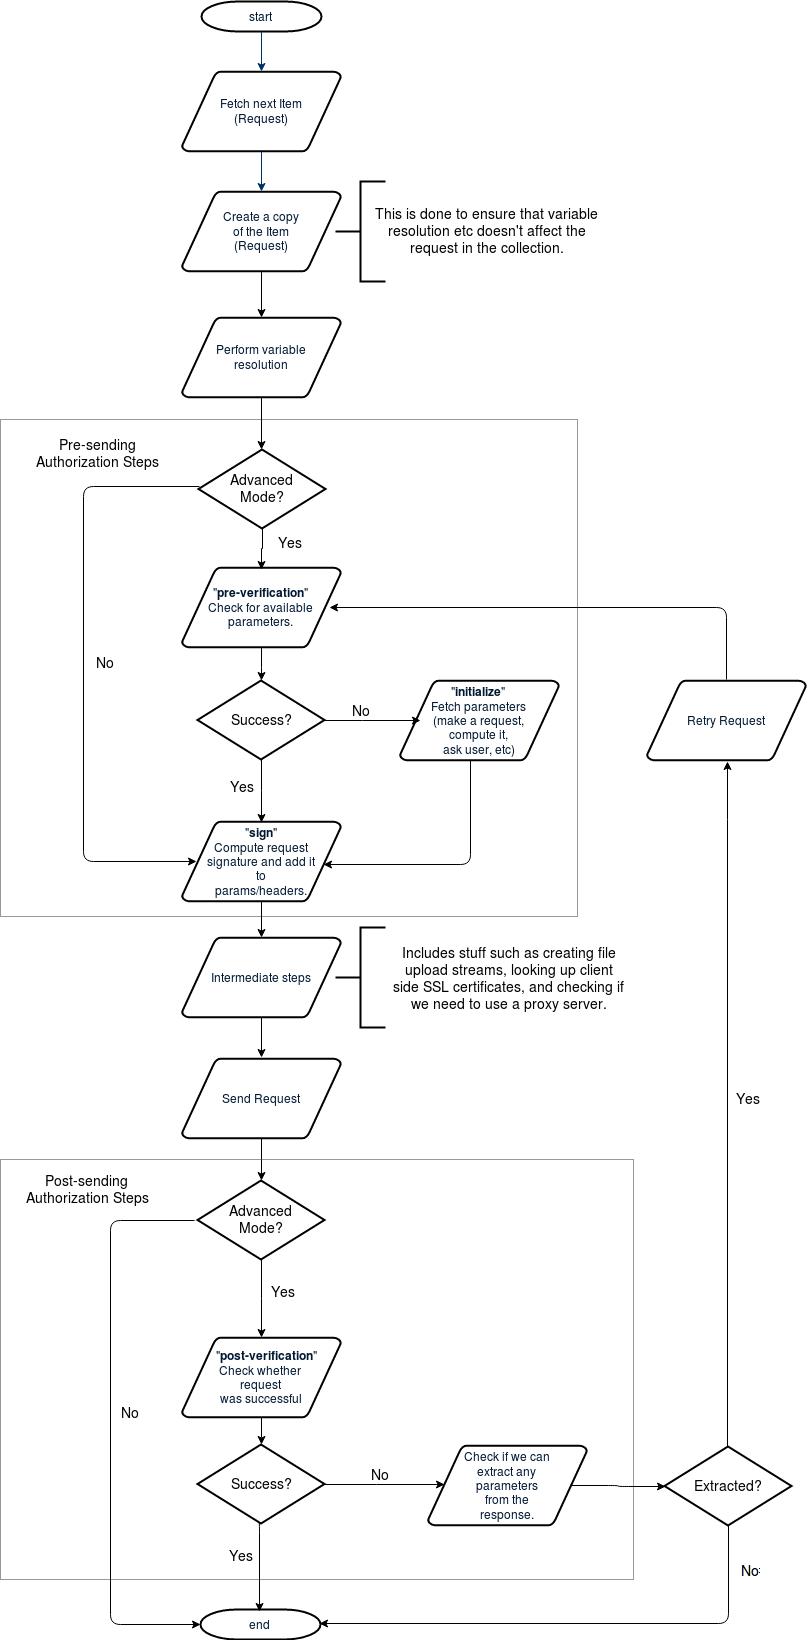 start
Fetch next Item
(Request)
Create a copy
of the Item
(Request)
This is done to ensure that variable
resolution etc doesn't affect the
request in the collection.
Perform variable
resolution
Pre-sending
Authorization Steps
Advanced
Mode?
Yes
"pre-verification"
Check for available
parameters.
No
Success?
No
"initialize"
Fetch parameters
(make a request,
compute it,
ask user, etc)
Retry Request
Yes
"sign"
Compute request
signature and add it
to
params/headers.
Intermediate steps
Includes stuff such as creating file
upload streams, looking up client
side SSL certificates, and checking if
we need to use a proxy server.
Send Request
Yes
Post-sending
Authorization Steps
Advanced
Mode?
Yes
"post-verification"
Check whether
request
was successful
No
Success?
No
Check if we can
extract any
parameters
from the
response.
Extracted?
Yes
No
end